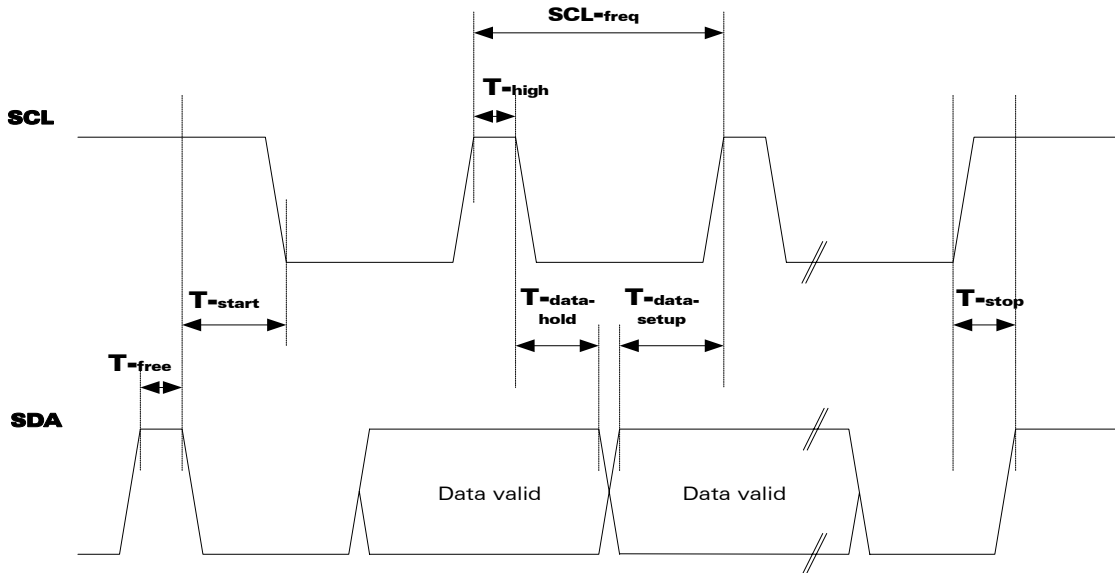 SCL-freq
T-high
SCL
T-start
T-data-
hold
T-data-
setup
T-stop
T-free
SDA
Data valid
Data valid